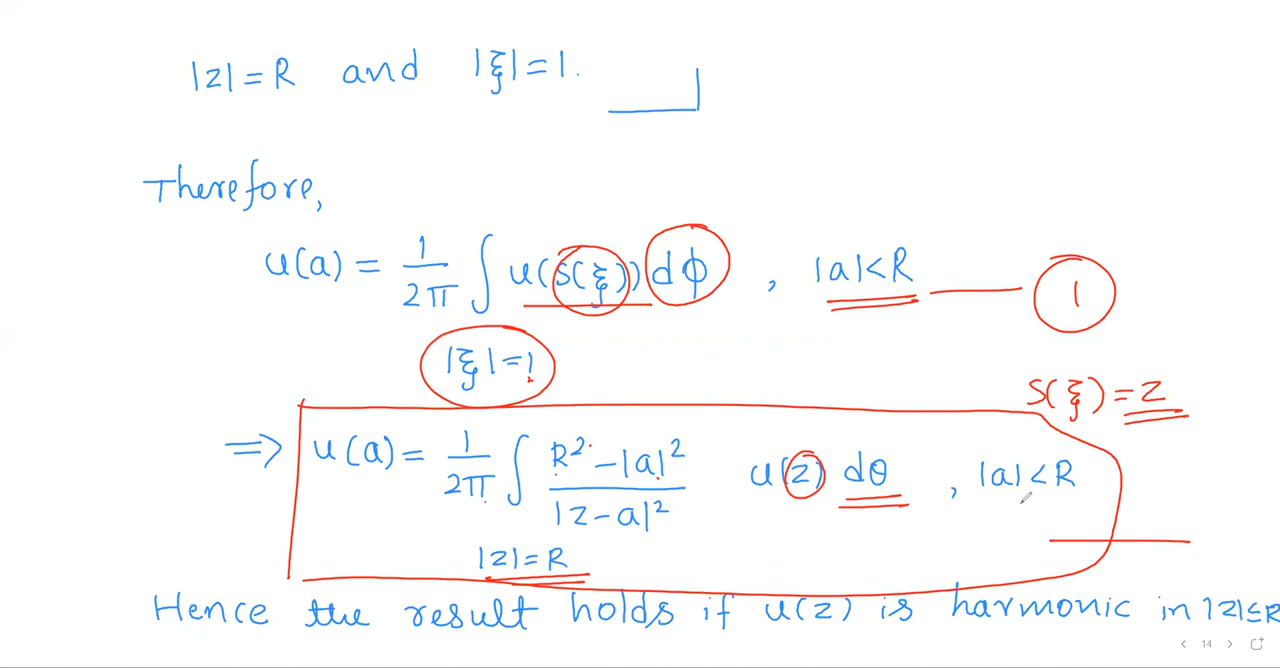 |z| = R and |ξ| = 1.
Therefore,
u(a) = 1/2π ∫ u(S(ξ)) dφ , |a| < R ——— 1
|ξ| = 1
S(ξ) = z
⇒ u(a) = 1/2π ∫ R² - |a|² / |z - a|² u(z) dθ , |a| < R
|z| = R
Hence the result holds if u(z) is harmonic in |z| ≤ R
< 14 >